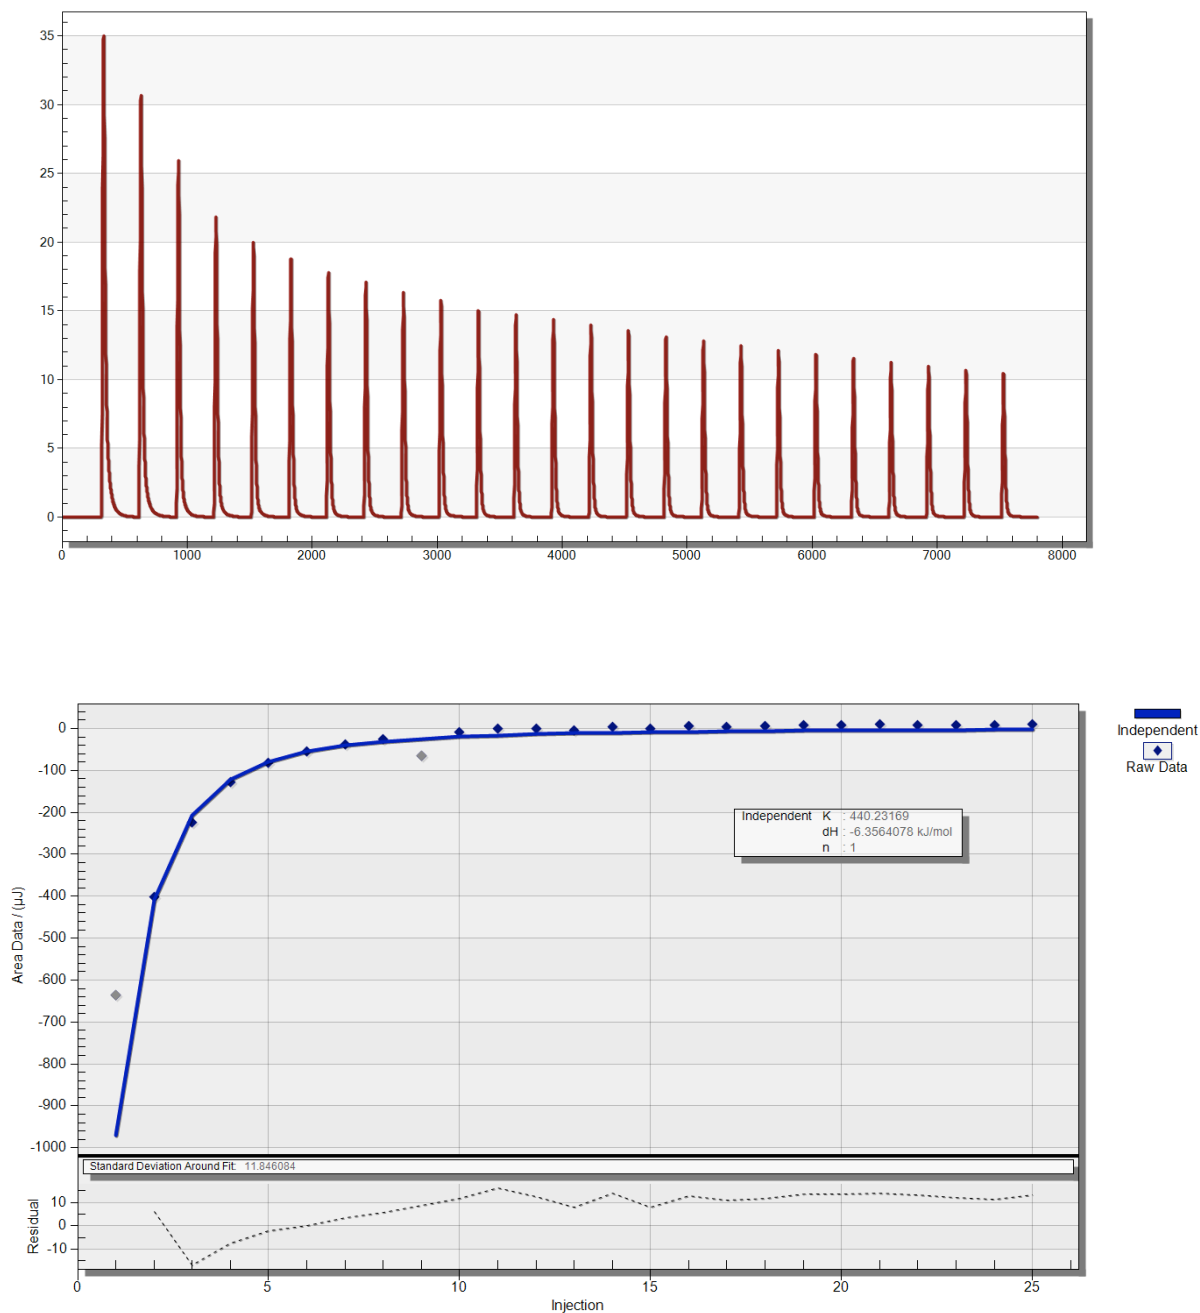 35
30
25
20
15
10
5
0
0 1000 2000 3000 4000 5000 6000 7000 8000
Independent
Raw Data
Area Data / (µJ)
0
-100
-200
-300
-400
-500
-600
-700
-800
-900
-1000
Independent K : 440.23169
dH : -6.3564078 kJ/mol
n : 1
Standard Deviation Around Fit: 11.846084
Residual
10
0
-10
0 5 10 15 20 25
Injection